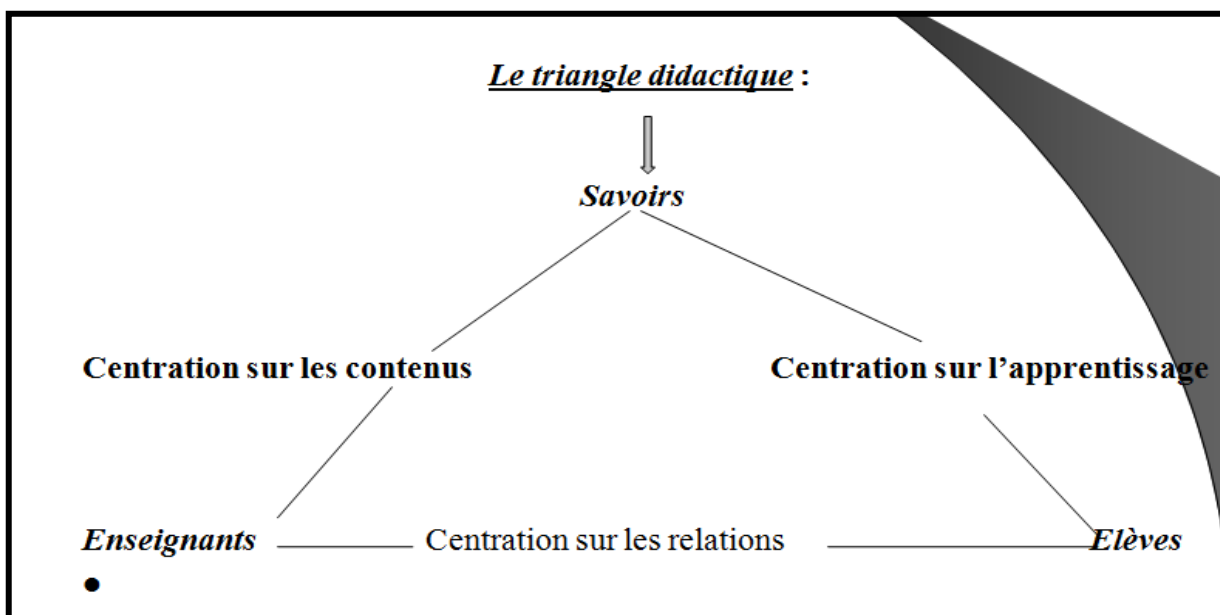 Le triangle didactique :
Savoirs
Centration sur les contenus
Centration sur l’apprentissage
Enseignants
Centration sur les relations
Elèves